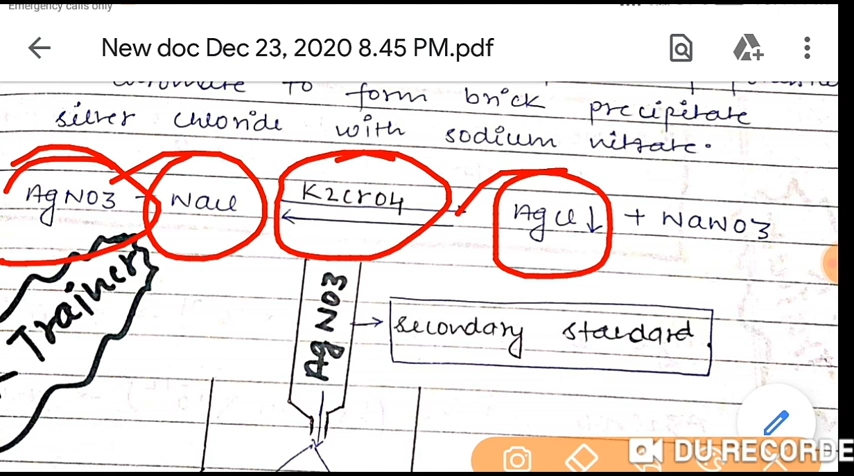 Emergency calls only
New doc Dec 23, 2020 8.45 PM.pdf
to form brick precipitate
silver chloride with sodium nitrate.
AgNO3 - NaCl K2CrO4 AgCl↓ + NaNO3
Trainer
AgNO3
secondary standard
DU RECORDE